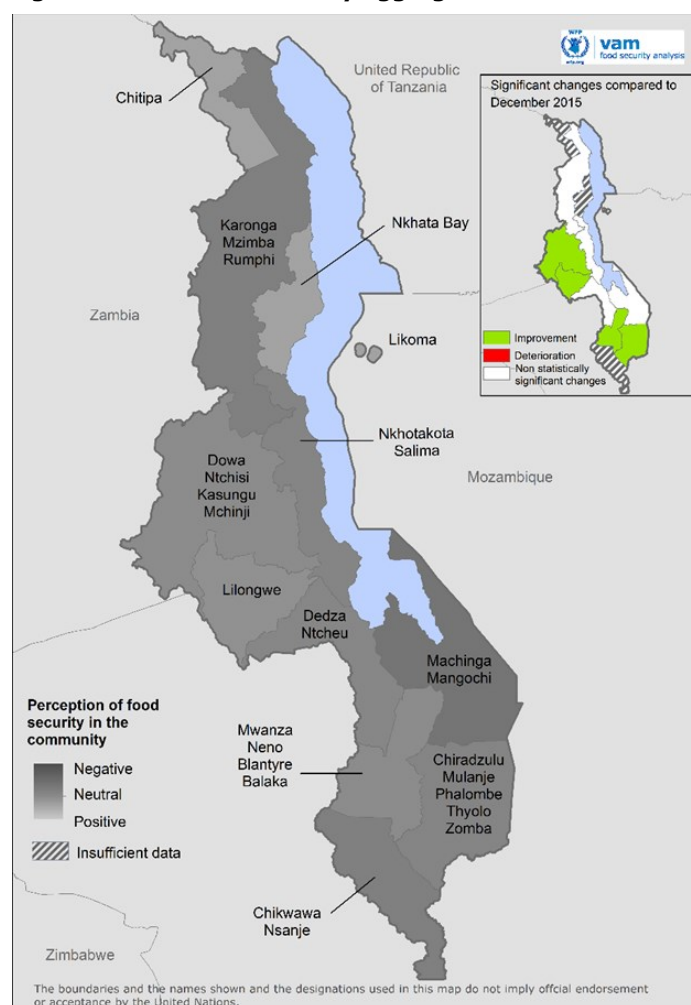 WFP
wfp.org
vam
food security analysis
United Republic
of Tanzania
Significant changes compared to
December 2015
Chitipa
Karonga
Mzimba
Rumphi
Nkhata Bay
Zambia
Likoma
Improvement
Deterioration
Non statistically
significant changes
Nkhotakota
Salima
Dowa
Ntchisi
Kasungu
Mchinji
Mozambique
Lilongwe
Dedza
Ntcheu
Machinga
Mangochi
Perception of food
security in the
community
Negative
Neutral
Positive
Insufficient data
Mwanza
Neno
Blantyre
Balaka
Chiradzulu
Mulanje
Phalombe
Thyolo
Zomba
Chikwawa
Nsanje
Zimbabwe
The boundaries and the names shown and the designations used in this map do not imply offcial endorsement
or acceptance by the United Nations.